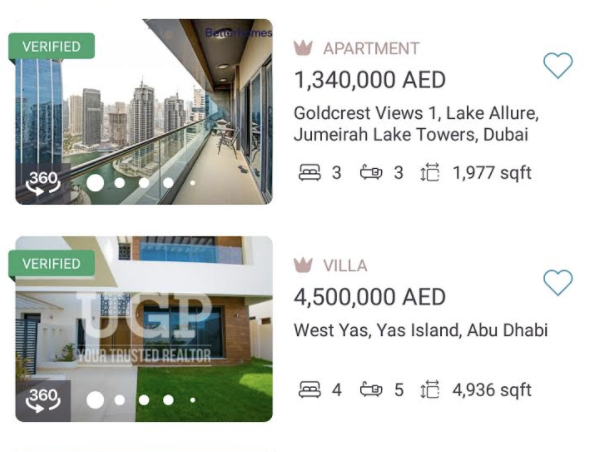 VERIFIED
Betterhomes
360
APARTMENT
1,340,000 AED
Goldcrest Views 1, Lake Allure,
Jumeirah Lake Towers, Dubai
3 3 1,977 sqft
VERIFIED
UGP
YOUR TRUSTED REALTOR
360
VILLA
4,500,000 AED
West Yas, Yas Island, Abu Dhabi
4 5 4,936 sqft